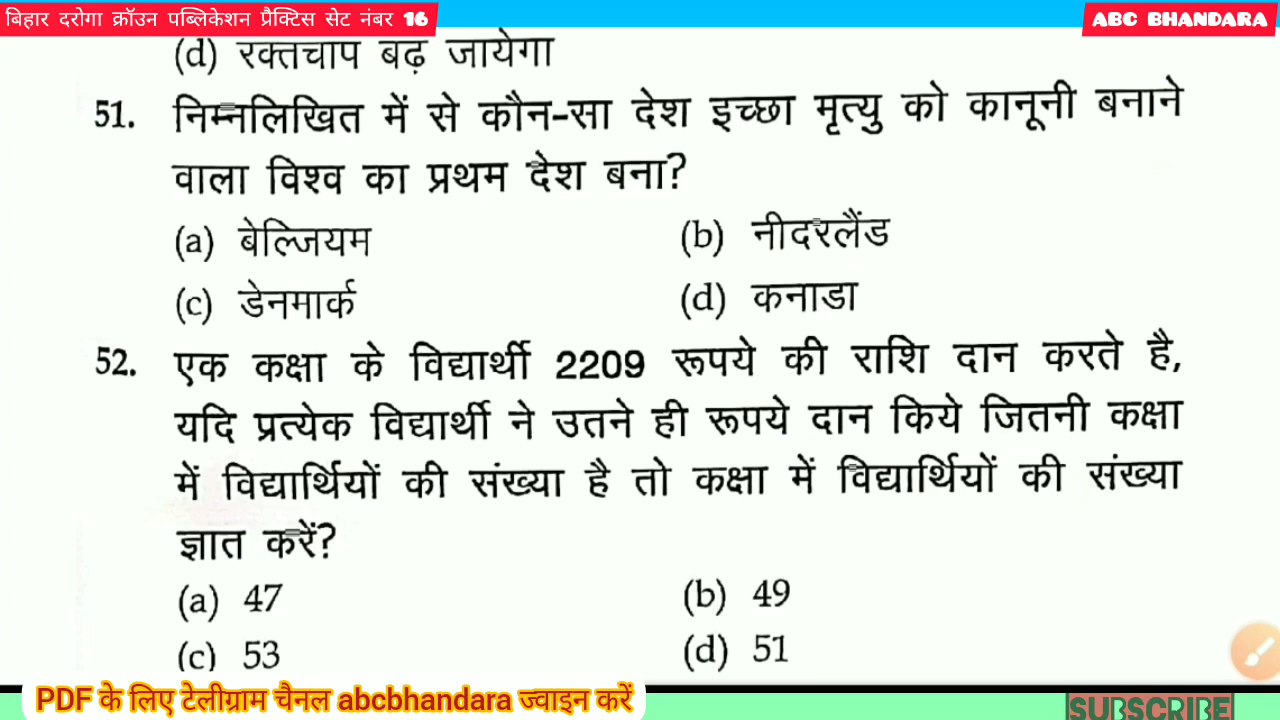 बिहार दरोगा क्रॉउन पब्लिकेशन प्रैक्टिस सेट नंबर 16
ABC BHANDARA
(d) रक्तचाप बढ़ जायेगा
51. निम्नलिखित में से कौन-सा देश इच्छा मृत्यु को कानूनी बनाने
वाला विश्व का प्रथम देश बना?
(a) बेल्जियम (b) नीदरलैंड
(c) डेनमार्क (d) कनाडा
52. एक कक्षा के विद्यार्थी 2209 रूपये की राशि दान करते है,
यदि प्रत्येक विद्यार्थी ने उतने ही रूपये दान किये जितनी कक्षा
में विद्यार्थियों की संख्या है तो कक्षा में विद्यार्थियों की संख्या
ज्ञात करें?
(a) 47 (b) 49
(c) 53 (d) 51
PDF के लिए टेलीग्राम चैनल abcbhandara ज्वाइन करें
SUBSCRIBE